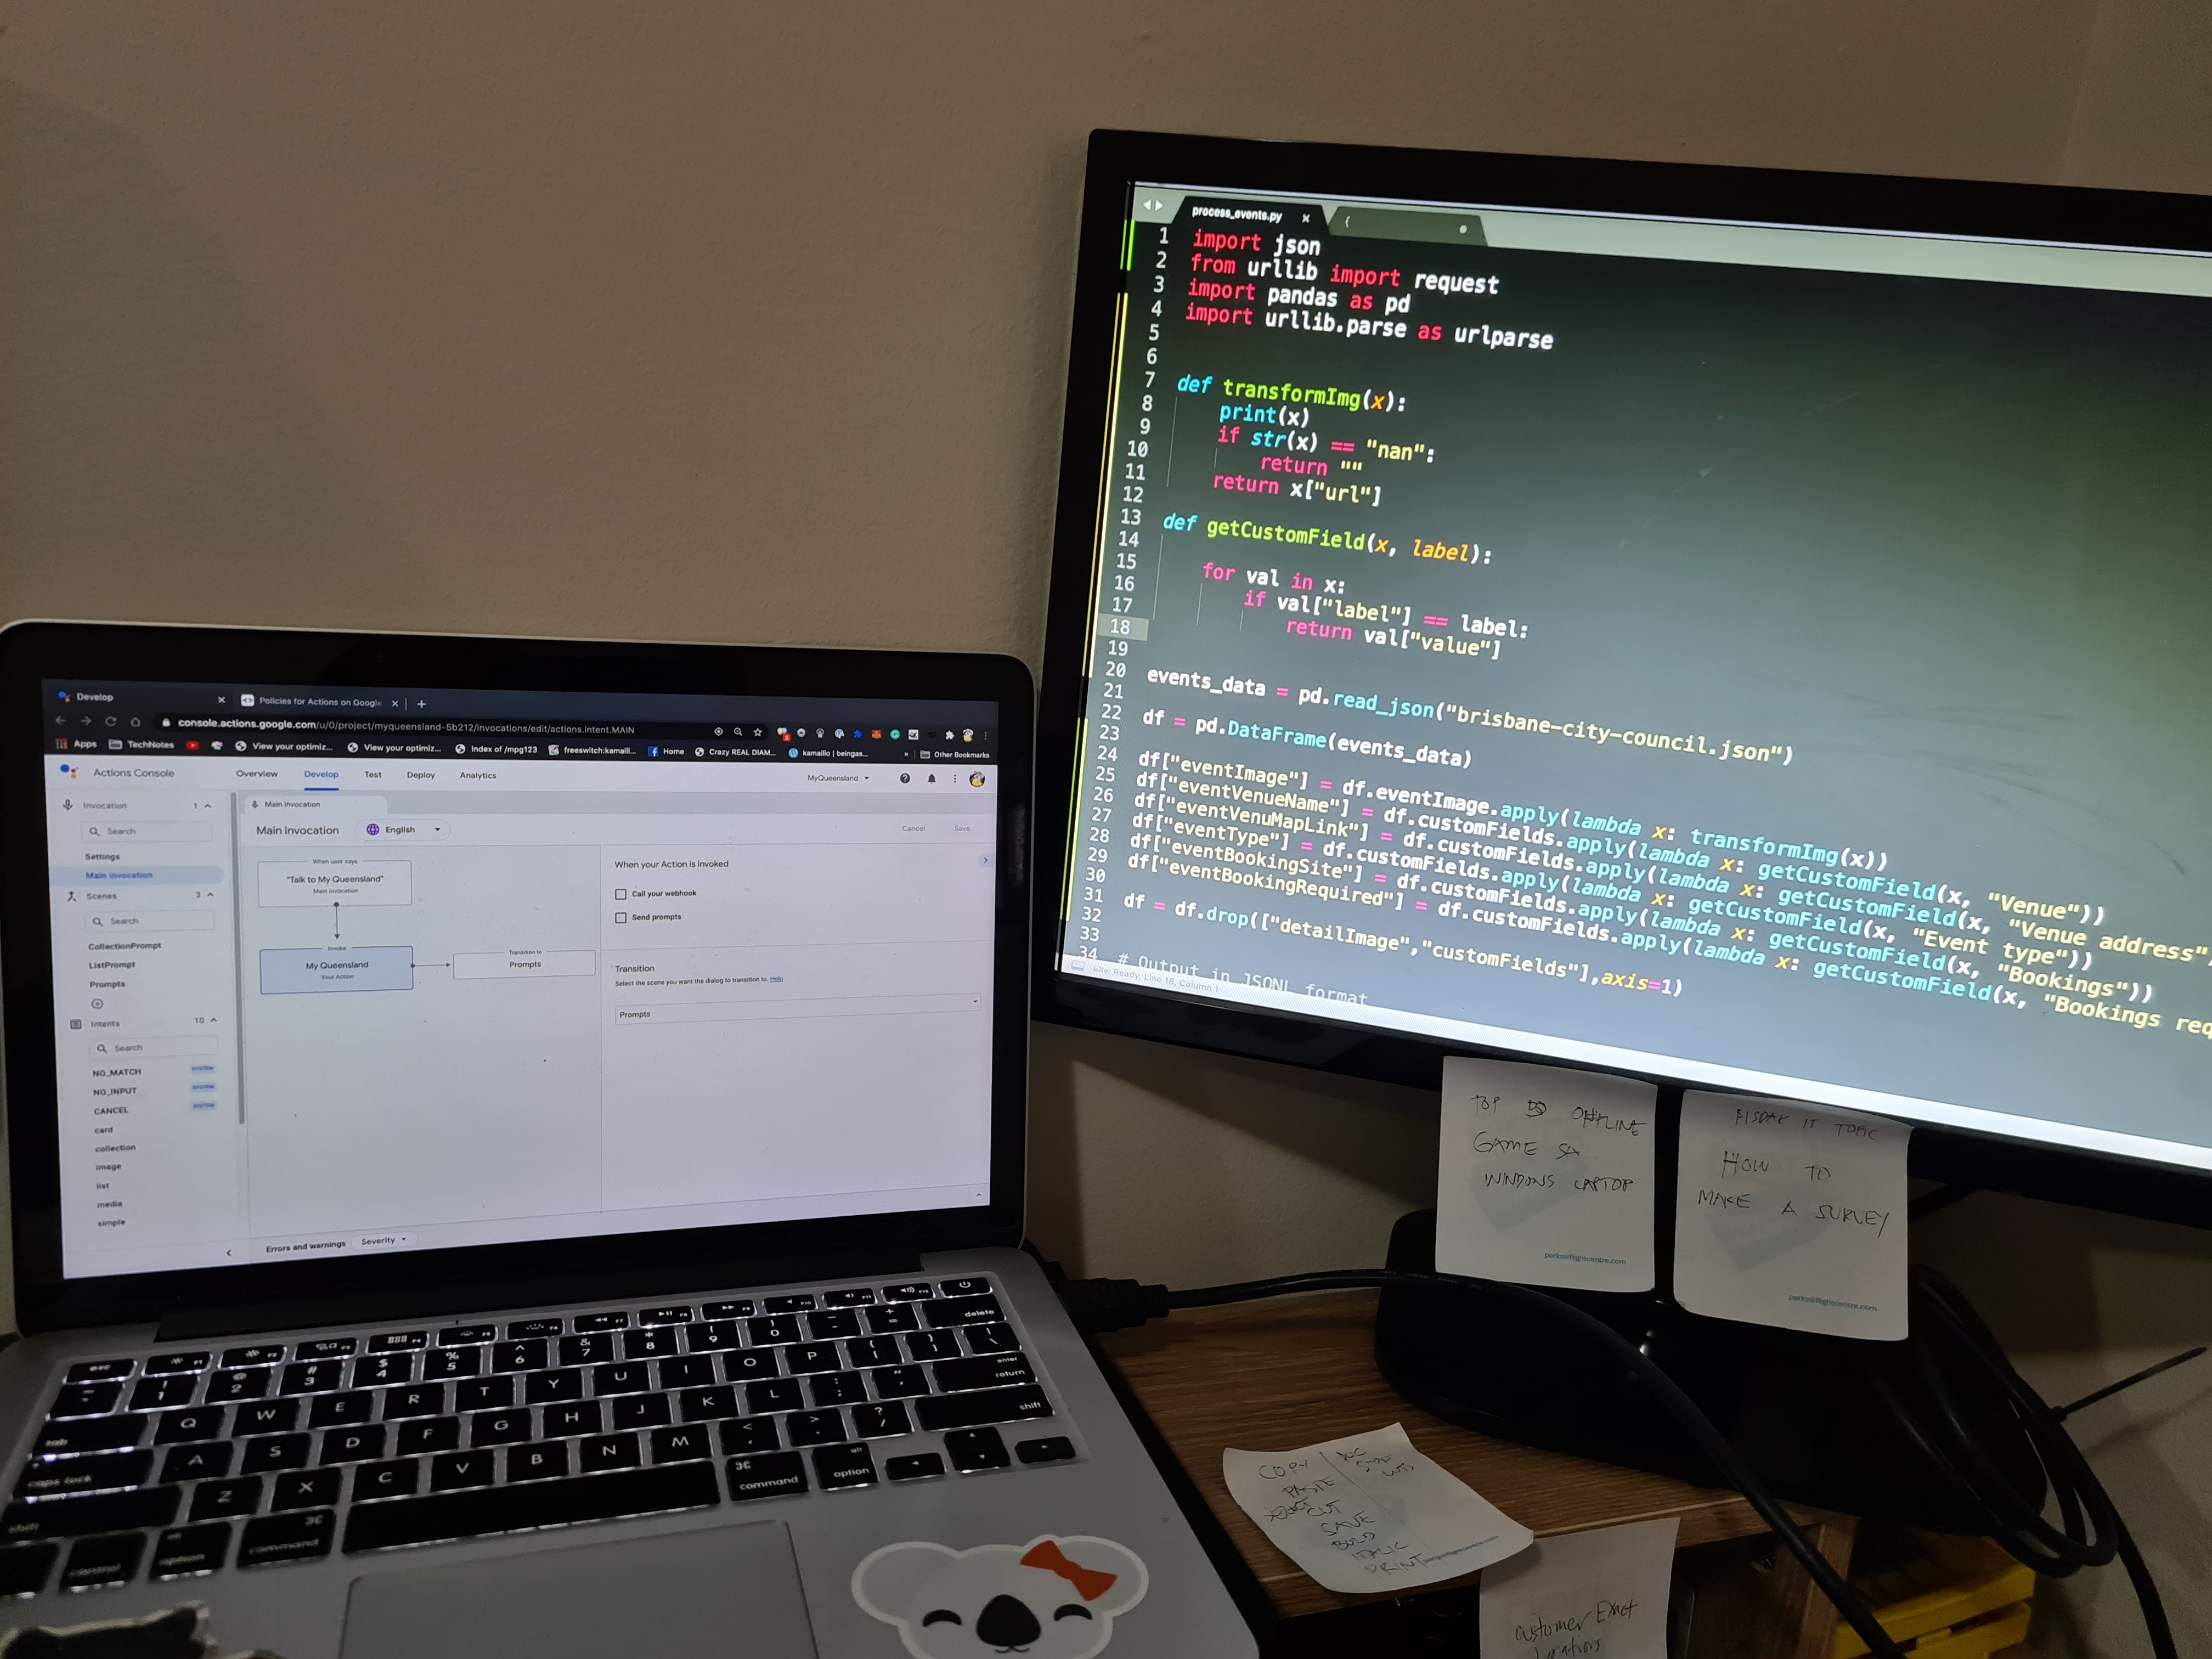 Develop
Policies for Actions on Google
console.actions.google.com/u/0/project/myqueensland-5b212/invocations/edit/actions.intent.MAIN
Apps
TechNotes
View your optimiz...
View your optimiz...
Index of /mpg123
freeswitch:kamaili...
Home
Crazy REAL DIAM...
kamailio | beingas...
Other Bookmarks
Actions Console
Overview
Develop
Test
Deploy
Analytics
MyQueensland
Invocation 1
Search
Settings
Main invocation
Scenes 3
Search
CollectionPrompt
ListPrompt
Prompts
Intents 10
Search
NO_MATCH SYSTEM
NO_INPUT SYSTEM
CANCEL SYSTEM
card
collection
image
list
media
simple
Main invocation
Main invocation
English
Cancel
Save
When user says
"Talk to My Queensland"
Main invocation
Invoke
My Queensland
Your Action
Transition to
Prompts
When your Action is invoked
Call your webhook
Send prompts
Transition
Select the scene you want the dialog to transition to. Help
Prompts
Errors and warnings
Severity
process_events.py
{
1 import json
2 from urllib import request
3 import pandas as pd
4 import urllib.parse as urlparse
5
6
7 def transformImg(x):
8 print(x)
9 if str(x) == "nan":
10 return ""
11 return x["url"]
12
13 def getCustomField(x, label):
14
15 for val in x:
16 if val["label"] == label:
17 return val["value"]
18
19
20 events_data = pd.read_json("brisbane-city-council.json")
21
22 df = pd.DataFrame(events_data)
23
24 df["eventImage"] = df.eventImage.apply(lambda x: transformImg(x))
25 df["eventVenueName"] = df.customFields.apply(lambda x: getCustomField(x, "Venue"))
26 df["eventVenuMapLink"] = df.customFields.apply(lambda x: getCustomField(x, "Venue address"
27 df["eventType"] = df.customFields.apply(lambda x: getCustomField(x, "Event type"))
28 df["eventBookingSite"] = df.customFields.apply(lambda x: getCustomField(x, "Bookings"))
29 df["eventBookingRequired"] = df.customFields.apply(lambda x: getCustomField(x, "Bookings req
30
31 df = df.drop(["detailImage","customFields"],axis=1)
32
33
34 # Output in JSONL format
Ready, Line 18, Column 1
TOP OFFLINE
GAME SA
WINDOWS LAPTOP
perks@flightcentre.com
BISDAK IT TOPIC
HOW TO
MAKE A SURVEY
perks@flightcentre.com
COPY
PASTE
CUT
SAVE
BOLD
ITALIC
PRINT
Customer Exact
esc
delete
tab
Q W E R T Y U I O P
enter
return
caps lock
A S D F G H J K L
shift
Z X C V B N M
shift
control
option
command
command
alt
option